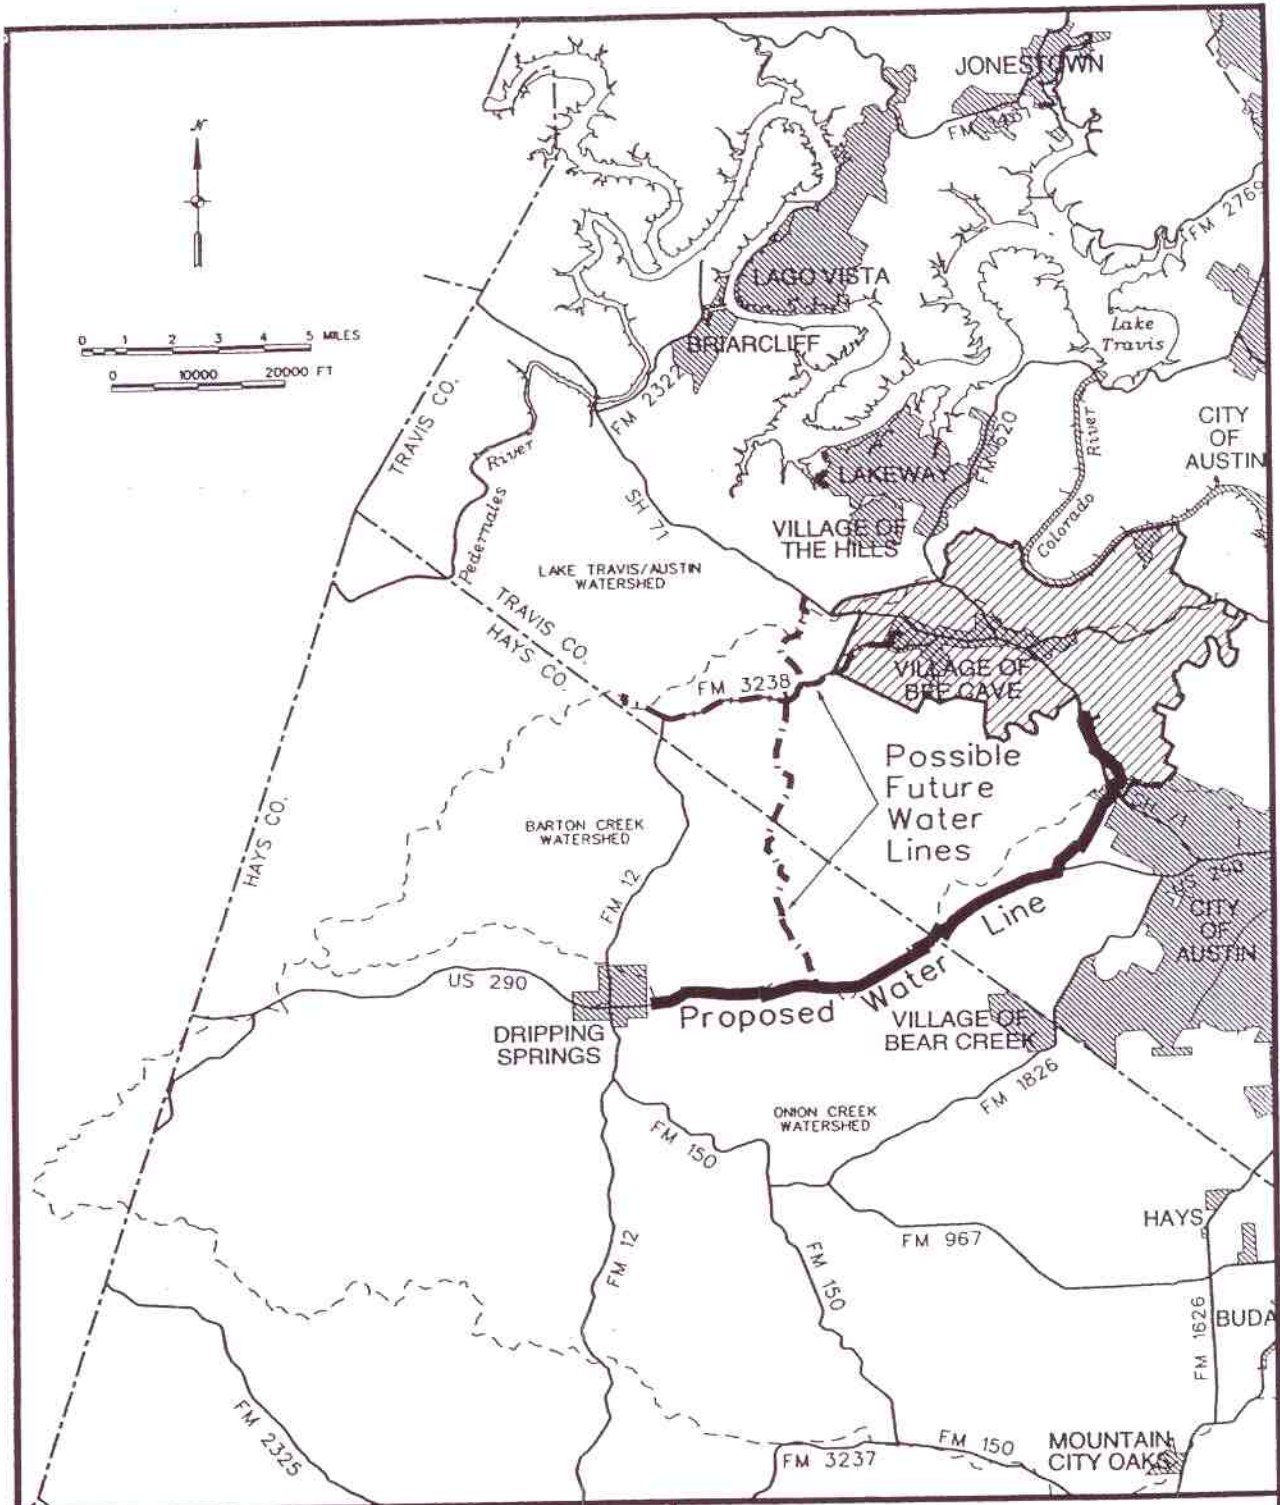 JONESTOWN
N
FM 1431
FM 2769
LAGO VISTA
0 1 2 3 4 5 MILES
0 10000 20000 FT
BRIARCLIFF
Lake
Travis
FM 2322
TRAVIS CO.
CITY
OF
AUSTIN
River
FM 620
River
LAKEWAY
Pedernales
SH 71
VILLAGE OF
THE HILLS
Colorado
LAKE TRAVIS/AUSTIN
WATERSHED
TRAVIS CO.
HAYS CO.
VILLAGE OF
BEE CAVE
FM 3238
Possible
Future
Water
Lines
SH 71
HAYS CO.
BARTON CREEK
WATERSHED
US 290
FM 12
Line
CITY
OF
AUSTIN
US 290
Water
Proposed
VILLAGE OF
BEAR CREEK
DRIPPING
SPRINGS
FM 1826
ONION CREEK
WATERSHED
FM 150
HAYS
FM 967
FM 12
FM 150
BUDA
FM 1626
FM 2325
FM 150
MOUNTAIN
CITY OAKS
FM 3237